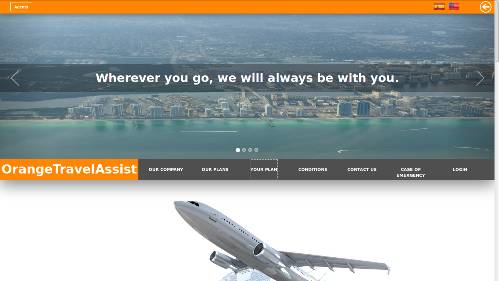 Access
Wherever you go, we will always be with you.
OrangeTravelAssist
OUR COMPANY
OUR PLANS
YOUR PLAN
CONDITIONS
CONTACT US
CASE OF
EMERGENCY
LOGIN